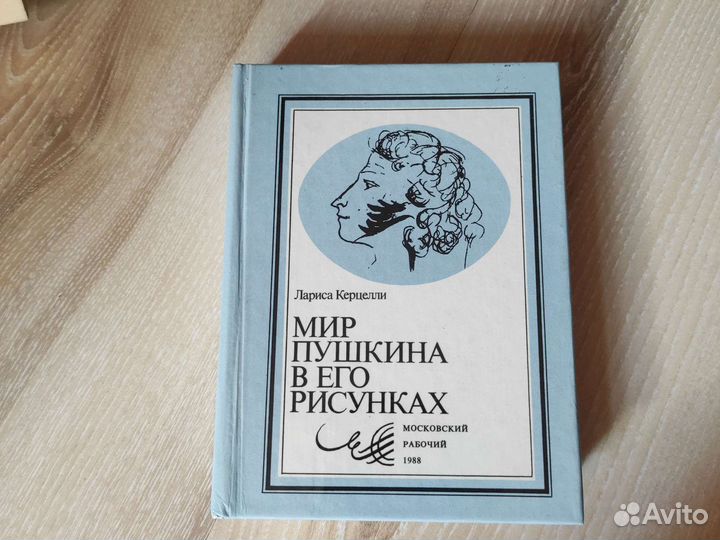 Лариса Керцелли
МИР
ПУШКИНА
В ЕГО
РИСУНКАХ
МОСКОВСКИЙ
РАБОЧИЙ
1988
Avito